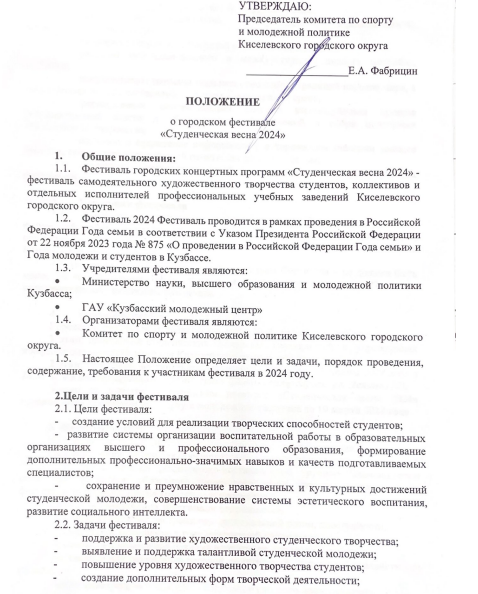 УТВЕРЖДАЮ:
Председатель комитета по спорту
и молодежной политике
Киселевского городского округа
____________________Е.А. Фабрицин
ПОЛОЖЕНИЕ
о городском фестивале
«Студенческая весна 2024»
1. Общие положения:
1.1. Фестиваль городских концертных программ «Студенческая весна 2024» -
фестиваль самодеятельного художественного творчества студентов, коллективов и
отдельных исполнителей профессиональных учебных заведений Киселевского
городского округа.
1.2. Фестиваль 2024 Фестиваль проводится в рамках проведения в Российской
Федерации Года семьи в соответствии с Указом Президента Российской Федерации
от 22 ноября 2023 года № 875 «О проведении в Российской Федерации Года семьи» и
Года молодежи и студентов в Кузбассе.
1.3. Учредителями фестиваля являются:
• Министерство науки, высшего образования и молодежной политики
Кузбасса;
• ГАУ «Кузбасский молодежный центр»
1.4. Организаторами фестиваля являются:
• Комитет по спорту и молодежной политике Киселевского городского
округа.
1.5. Настоящее Положение определяет цели и задачи, порядок проведения,
содержание, требования к участникам фестиваля в 2024 году.
2.Цели и задачи фестиваля
2.1. Цели фестиваля:
- создание условий для реализации творческих способностей студентов;
- развитие системы организации воспитательной работы в образовательных
организациях высшего и профессионального образования, формирование
дополнительных профессионально-значимых навыков и качеств подготавливаемых
специалистов;
- сохранение и преумножение нравственных и культурных достижений
студенческой молодежи, совершенствование системы эстетического воспитания,
развитие социального интеллекта.
2.2. Задачи фестиваля:
- поддержка и развитие художественного студенческого творчества;
- выявление и поддержка талантливой студенческой молодежи;
- повышение уровня художественного творчества студентов;
- создание дополнительных форм творческой деятельности;